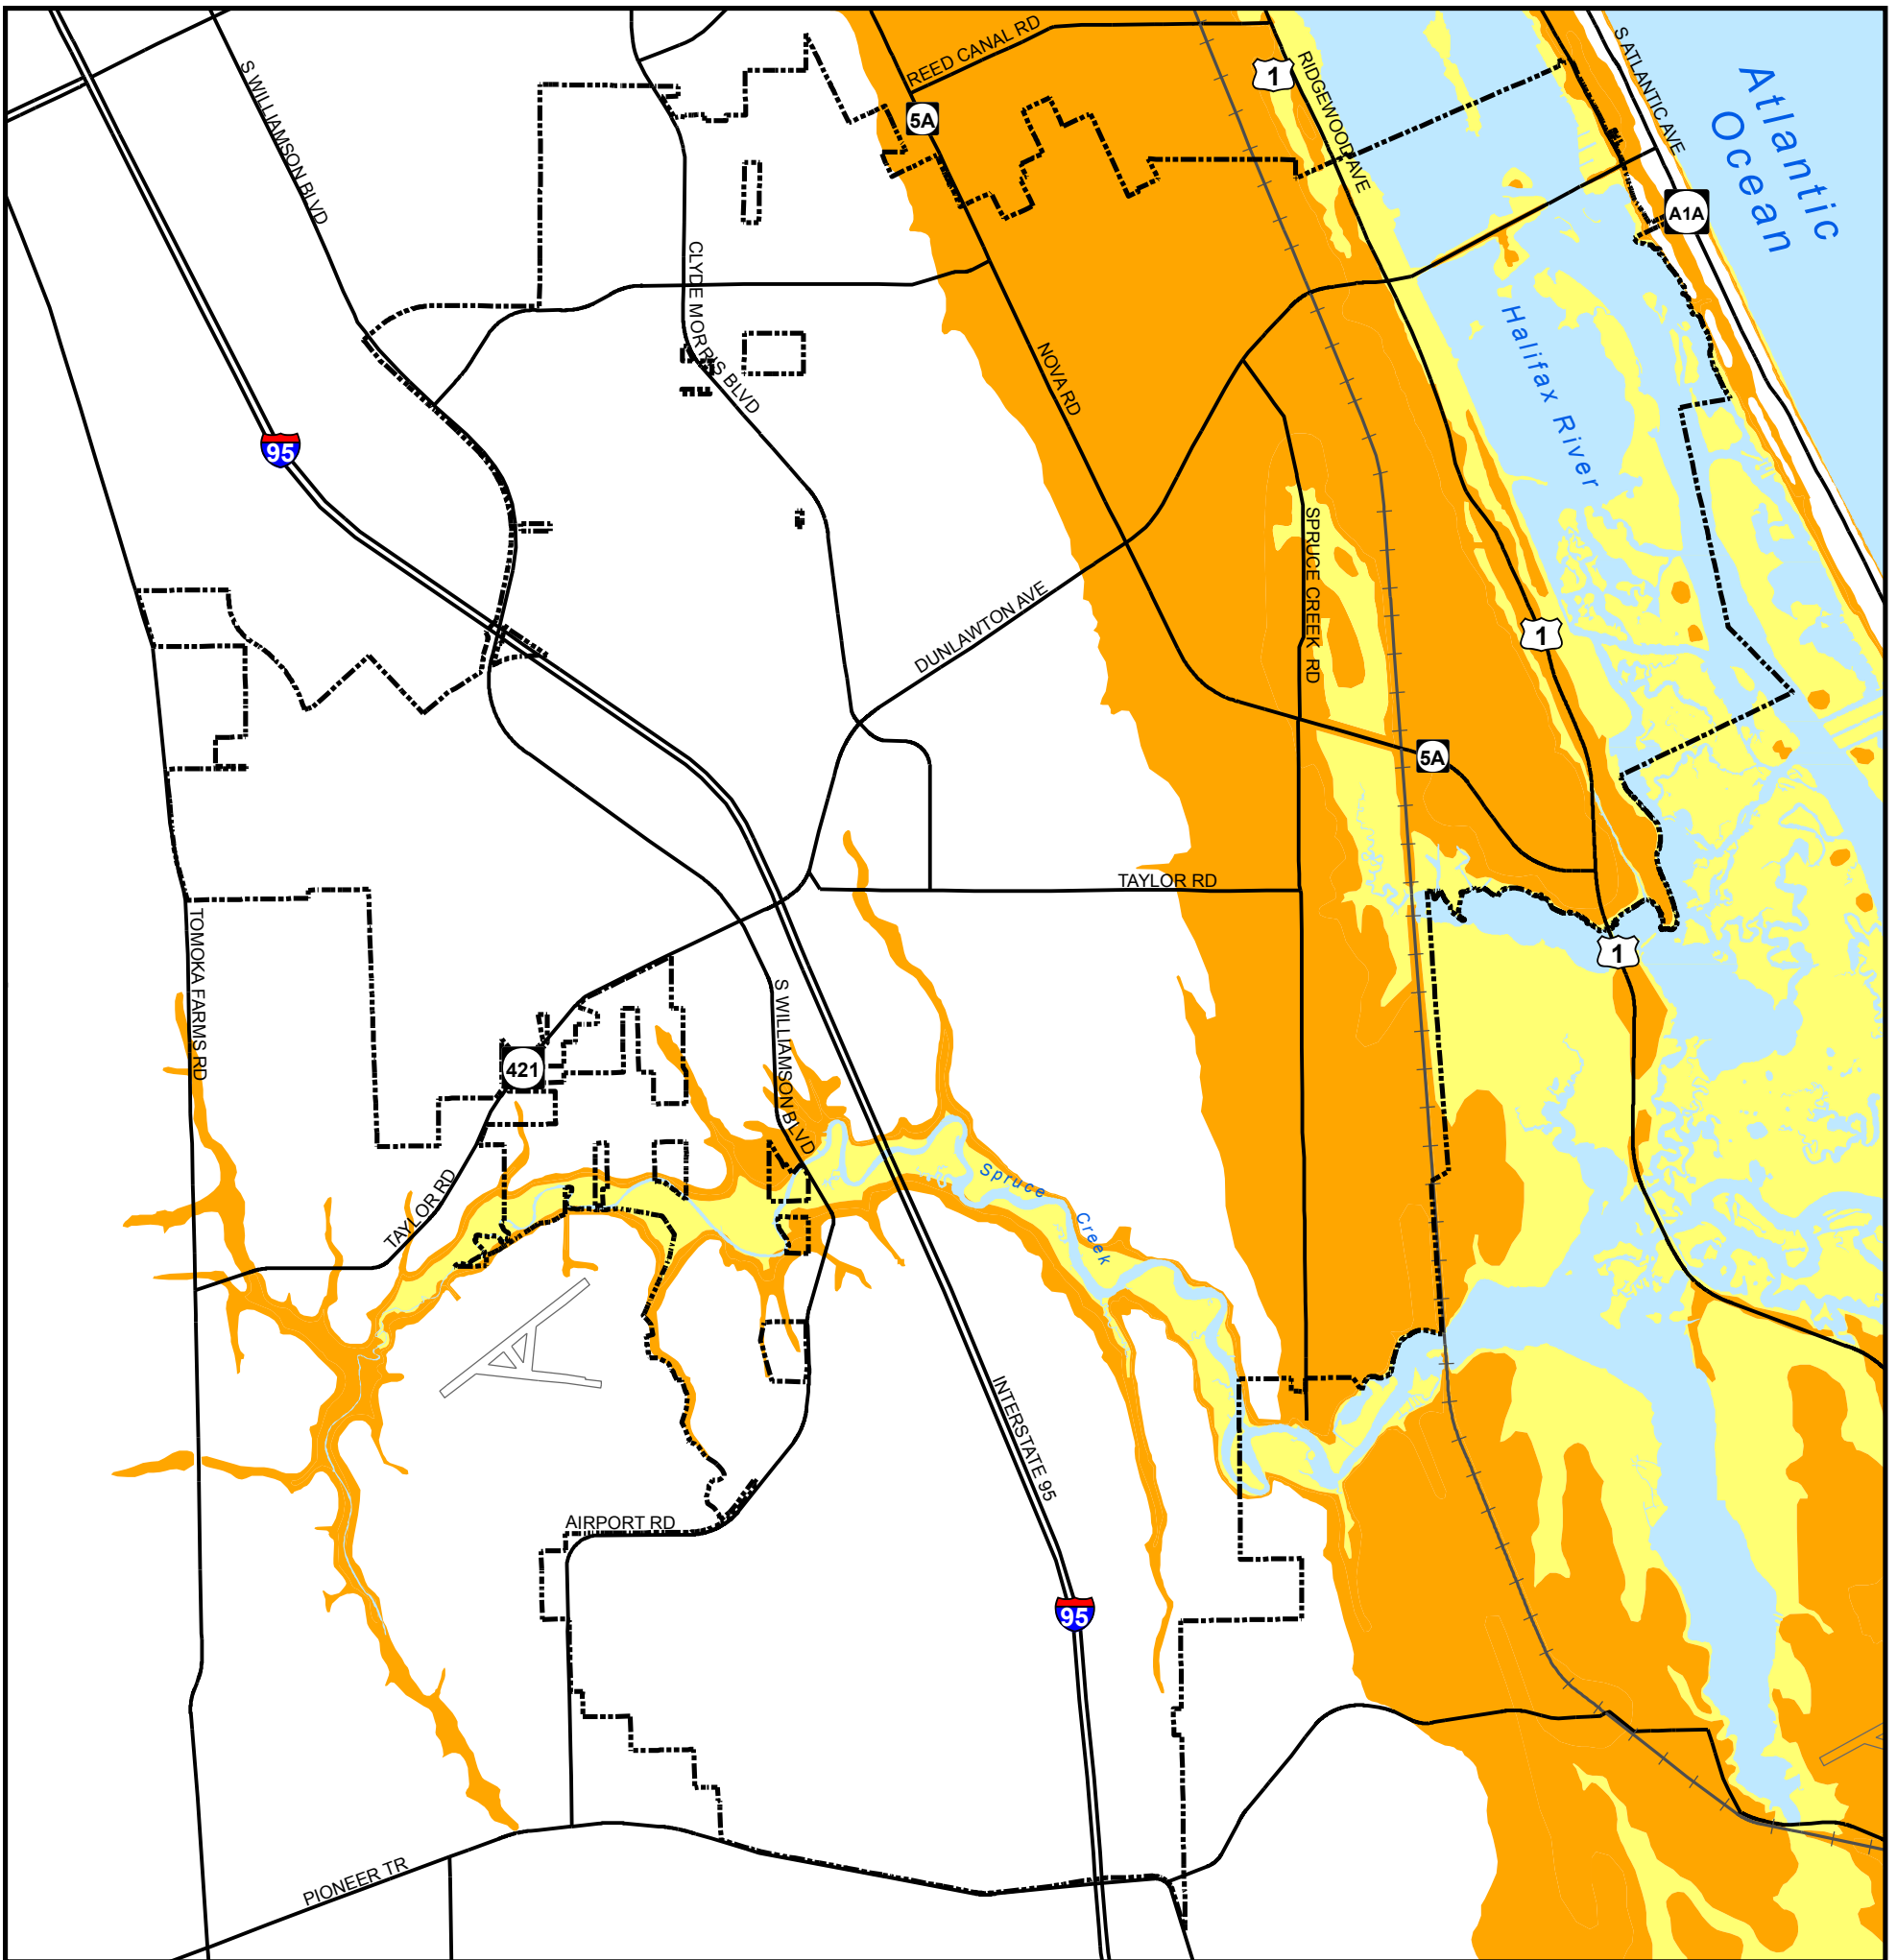 REED CANAL RD
S WILLIAMSON BLVD
1
RIDGEWOOD AVE
S ATLANTIC AVE
Atlantic
Ocean
5A
A1A
CLYDE MORRIS BLVD
Halifax River
NOVA RD
95
SPRUCE CREEK RD
DUNLAWTON AVE
1
5A
TAYLOR RD
TOMOKA FARMS RD
1
S WILLIAMSON BLVD
421
TAYLOR RD
Spruce
Creek
INTERSTATE 95
AIRPORT RD
95
PIONEER TR